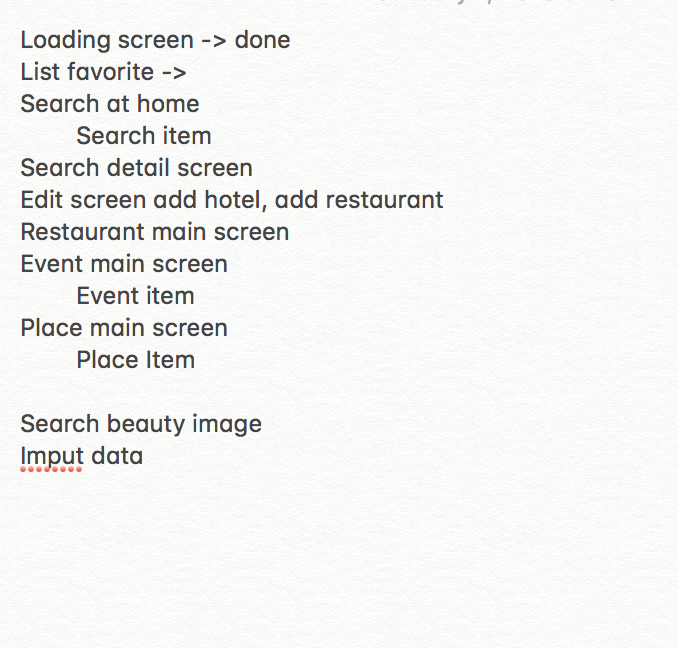 Loading screen -> done
List favorite ->
Search at home
Search item
Search detail screen
Edit screen add hotel, add restaurant
Restaurant main screen
Event main screen
Event item
Place main screen
Place Item
Search beauty image
Imput data